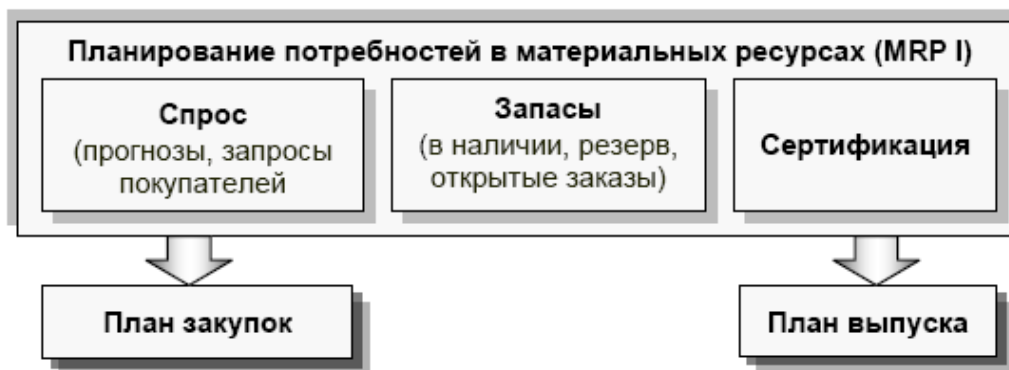 Планирование потребностей в материальных ресурсах (MRP I)
Спрос
(прогнозы, запросы
покупателей
Запасы
(в наличии, резерв,
открытые заказы)
Сертификация
План закупок
План выпуска